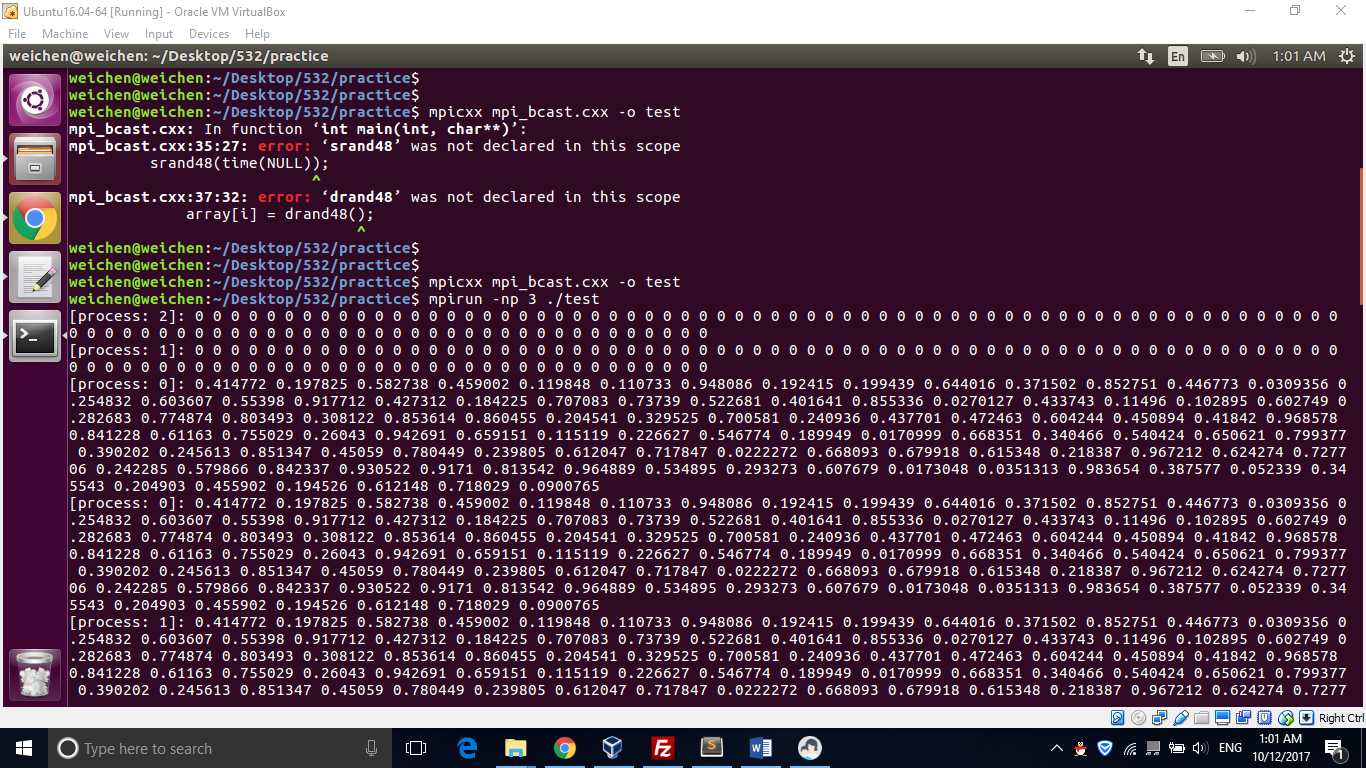 Ubuntu16.04-64 [Running] - Oracle VM VirtualBox
File Machine View Input Devices Help
weichen@weichen: ~/Desktop/532/practice
En
1:01 AM
weichen@weichen:~/Desktop/532/practice$
weichen@weichen:~/Desktop/532/practice$
weichen@weichen:~/Desktop/532/practice$ mpicxx mpi_bcast.cxx -o test
mpi_bcast.cxx: In function ‘int main(int, char**)’:
mpi_bcast.cxx:35:27: error: ‘srand48’ was not declared in this scope
srand48(time(NULL));
^
mpi_bcast.cxx:37:32: error: ‘drand48’ was not declared in this scope
array[i] = drand48();
^
weichen@weichen:~/Desktop/532/practice$
weichen@weichen:~/Desktop/532/practice$
weichen@weichen:~/Desktop/532/practice$ mpicxx mpi_bcast.cxx -o test
weichen@weichen:~/Desktop/532/practice$ mpirun -np 3 ./test
[process: 2]: 0 0 0 0 0 0 0 0 0 0 0 0 0 0 0 0 0 0 0 0 0 0 0 0 0 0 0 0 0 0 0 0 0 0 0 0 0 0 0 0 0 0 0 0 0 0 0 0 0 0 0 0 0 0 0 0 0 0 0 0 0 0 0 0
0 0 0 0 0 0 0 0 0 0 0 0 0 0 0 0 0 0 0 0 0 0 0 0 0 0 0 0 0 0 0 0 0 0 0 0
[process: 1]: 0 0 0 0 0 0 0 0 0 0 0 0 0 0 0 0 0 0 0 0 0 0 0 0 0 0 0 0 0 0 0 0 0 0 0 0 0 0 0 0 0 0 0 0 0 0 0 0 0 0 0 0 0 0 0 0 0 0 0 0 0 0 0 0
0 0 0 0 0 0 0 0 0 0 0 0 0 0 0 0 0 0 0 0 0 0 0 0 0 0 0 0 0 0 0 0 0 0 0 0
[process: 0]: 0.414772 0.197825 0.582738 0.459002 0.119848 0.110733 0.948086 0.192415 0.199439 0.644016 0.371502 0.852751 0.446773 0.0309356 0
.254832 0.603607 0.55398 0.917712 0.427312 0.184225 0.707083 0.73739 0.522681 0.401641 0.855336 0.0270127 0.433743 0.11496 0.102895 0.602749 0
.282683 0.774874 0.803493 0.308122 0.853614 0.860455 0.204541 0.329525 0.700581 0.240936 0.437701 0.472463 0.604244 0.450894 0.41842 0.968578
0.841228 0.61163 0.755029 0.26043 0.942691 0.659151 0.115119 0.226627 0.546774 0.189949 0.0170999 0.668351 0.340466 0.540424 0.650621 0.799377
0.390202 0.245613 0.851347 0.45059 0.780449 0.239805 0.612047 0.717847 0.0222272 0.668093 0.679918 0.615348 0.218387 0.967212 0.624274 0.7277
06 0.242285 0.579866 0.842337 0.930522 0.9171 0.813542 0.964889 0.534895 0.293273 0.607679 0.0173048 0.0351313 0.983654 0.387577 0.052339 0.34
5543 0.204903 0.455902 0.194526 0.612148 0.718029 0.0900765
[process: 0]: 0.414772 0.197825 0.582738 0.459002 0.119848 0.110733 0.948086 0.192415 0.199439 0.644016 0.371502 0.852751 0.446773 0.0309356 0
.254832 0.603607 0.55398 0.917712 0.427312 0.184225 0.707083 0.73739 0.522681 0.401641 0.855336 0.0270127 0.433743 0.11496 0.102895 0.602749 0
.282683 0.774874 0.803493 0.308122 0.853614 0.860455 0.204541 0.329525 0.700581 0.240936 0.437701 0.472463 0.604244 0.450894 0.41842 0.968578
0.841228 0.61163 0.755029 0.26043 0.942691 0.659151 0.115119 0.226627 0.546774 0.189949 0.0170999 0.668351 0.340466 0.540424 0.650621 0.799377
0.390202 0.245613 0.851347 0.45059 0.780449 0.239805 0.612047 0.717847 0.0222272 0.668093 0.679918 0.615348 0.218387 0.967212 0.624274 0.7277
06 0.242285 0.579866 0.842337 0.930522 0.9171 0.813542 0.964889 0.534895 0.293273 0.607679 0.0173048 0.0351313 0.983654 0.387577 0.052339 0.34
5543 0.204903 0.455902 0.194526 0.612148 0.718029 0.0900765
[process: 1]: 0.414772 0.197825 0.582738 0.459002 0.119848 0.110733 0.948086 0.192415 0.199439 0.644016 0.371502 0.852751 0.446773 0.0309356 0
.254832 0.603607 0.55398 0.917712 0.427312 0.184225 0.707083 0.73739 0.522681 0.401641 0.855336 0.0270127 0.433743 0.11496 0.102895 0.602749 0
.282683 0.774874 0.803493 0.308122 0.853614 0.860455 0.204541 0.329525 0.700581 0.240936 0.437701 0.472463 0.604244 0.450894 0.41842 0.968578
0.841228 0.61163 0.755029 0.26043 0.942691 0.659151 0.115119 0.226627 0.546774 0.189949 0.0170999 0.668351 0.340466 0.540424 0.650621 0.799377
0.390202 0.245613 0.851347 0.45059 0.780449 0.239805 0.612047 0.717847 0.0222272 0.668093 0.679918 0.615348 0.218387 0.967212 0.624274 0.7277
Right Ctrl
Type here to search
ENG
1:01 AM
10/12/2017
1